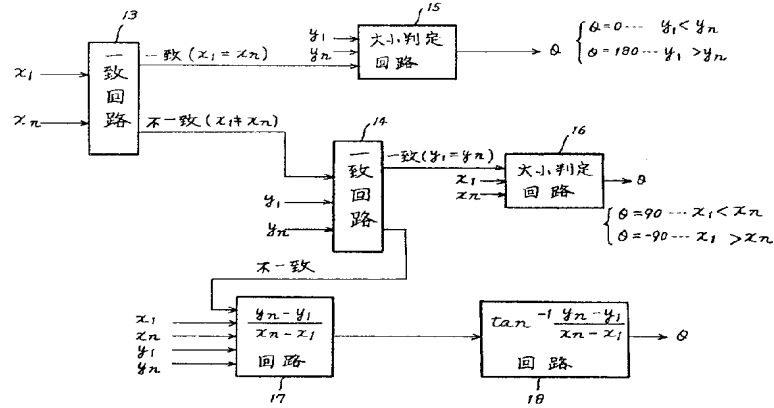 13
x1
xn
一致回路
一致(x1=xn)
不一致(x1≠xn)
15
y1
yn
大小判定
回路
θ
θ=0… y1<yn
θ=180… y1>yn
14
y1
yn
一致回路
一致(y1=yn)
16
x1
xn
大小判定
回路
θ
θ=90… x1<xn
θ=-90… x1>xn
不一致
x1
xn
y1
yn
yn-y1
xn-x1
回路
17
tan -1 yn-y1
xn-x1
回路
18
θ